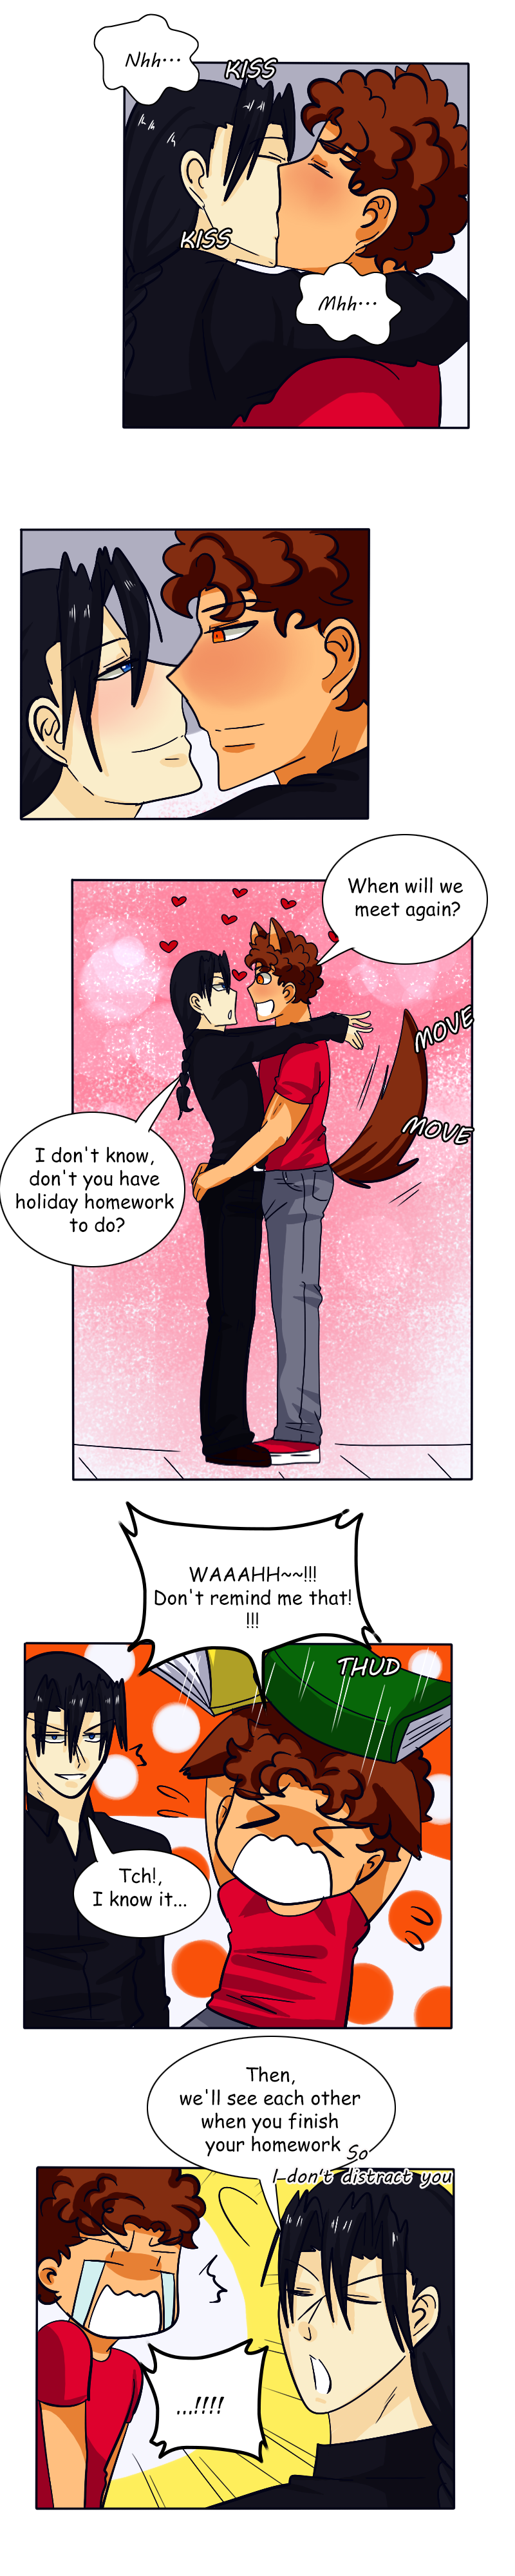 Nhh...
KISS
KISS
Mhh...
When will we
meet again?
MOVE
MOVE
I don't know,
don't you have
holiday homework
to do?
WAAAHH~~!!!
Don't remind me that!
!!!
THUD
Tch!,
I know it...
Then,
we'll see each other
when you finish
your homework
So
I don't distract you
...!!!!